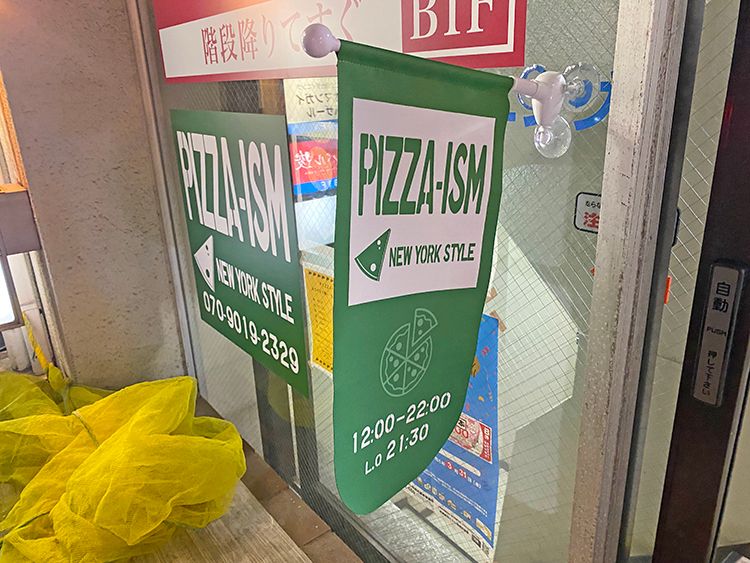 階段降りてすぐ
B1F
PIZZA-ISM
NEW YORK STYLE
070-9019-2329
PIZZA-ISM
NEW YORK STYLE
12:00-22:00
L.O 21:30
自動
PUSH
押して下さい